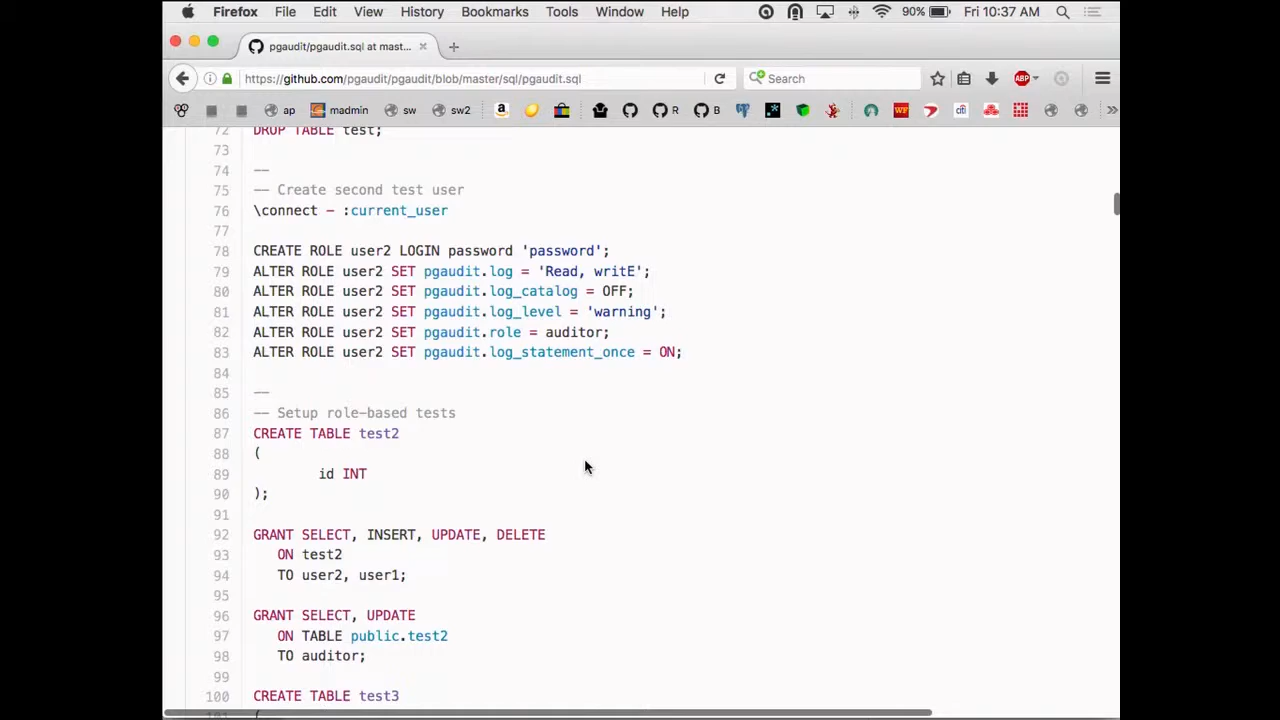 Firefox File Edit View History Bookmarks Tools Window Help 90% Fri 10:37 AM
pgaudit/pgaudit.sql at mast...
https://github.com/pgaudit/pgaudit/blob/master/sql/pgaudit.sql Search ABP
ap madmin sw sw2 R B WF citi
72 DROP TABLE test;
73
74 --
75 -- Create second test user
76 \connect - :current_user
77
78 CREATE ROLE user2 LOGIN password 'password';
79 ALTER ROLE user2 SET pgaudit.log = 'Read, writE';
80 ALTER ROLE user2 SET pgaudit.log_catalog = OFF;
81 ALTER ROLE user2 SET pgaudit.log_level = 'warning';
82 ALTER ROLE user2 SET pgaudit.role = auditor;
83 ALTER ROLE user2 SET pgaudit.log_statement_once = ON;
84
85 --
86 -- Setup role-based tests
87 CREATE TABLE test2
88 (
89 id INT
90 );
91
92 GRANT SELECT, INSERT, UPDATE, DELETE
93 ON test2
94 TO user2, user1;
95
96 GRANT SELECT, UPDATE
97 ON TABLE public.test2
98 TO auditor;
99
100 CREATE TABLE test3
101 (